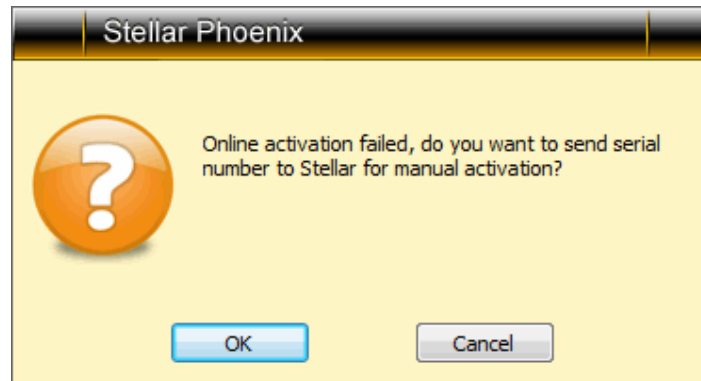 Stellar Phoenix
Online activation failed, do you want to send serial
number to Stellar for manual activation?
OK
Cancel